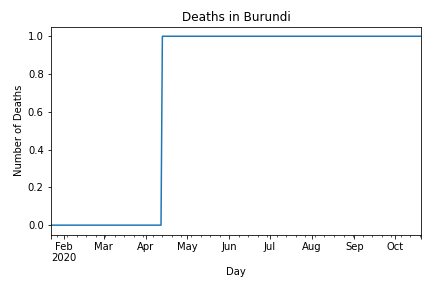 Deaths in Burundi
1.0
0.8
0.6
0.4
0.2
0.0
Number of Deaths
Feb Mar Apr May Jun Jul Aug Sep Oct
2020
Day